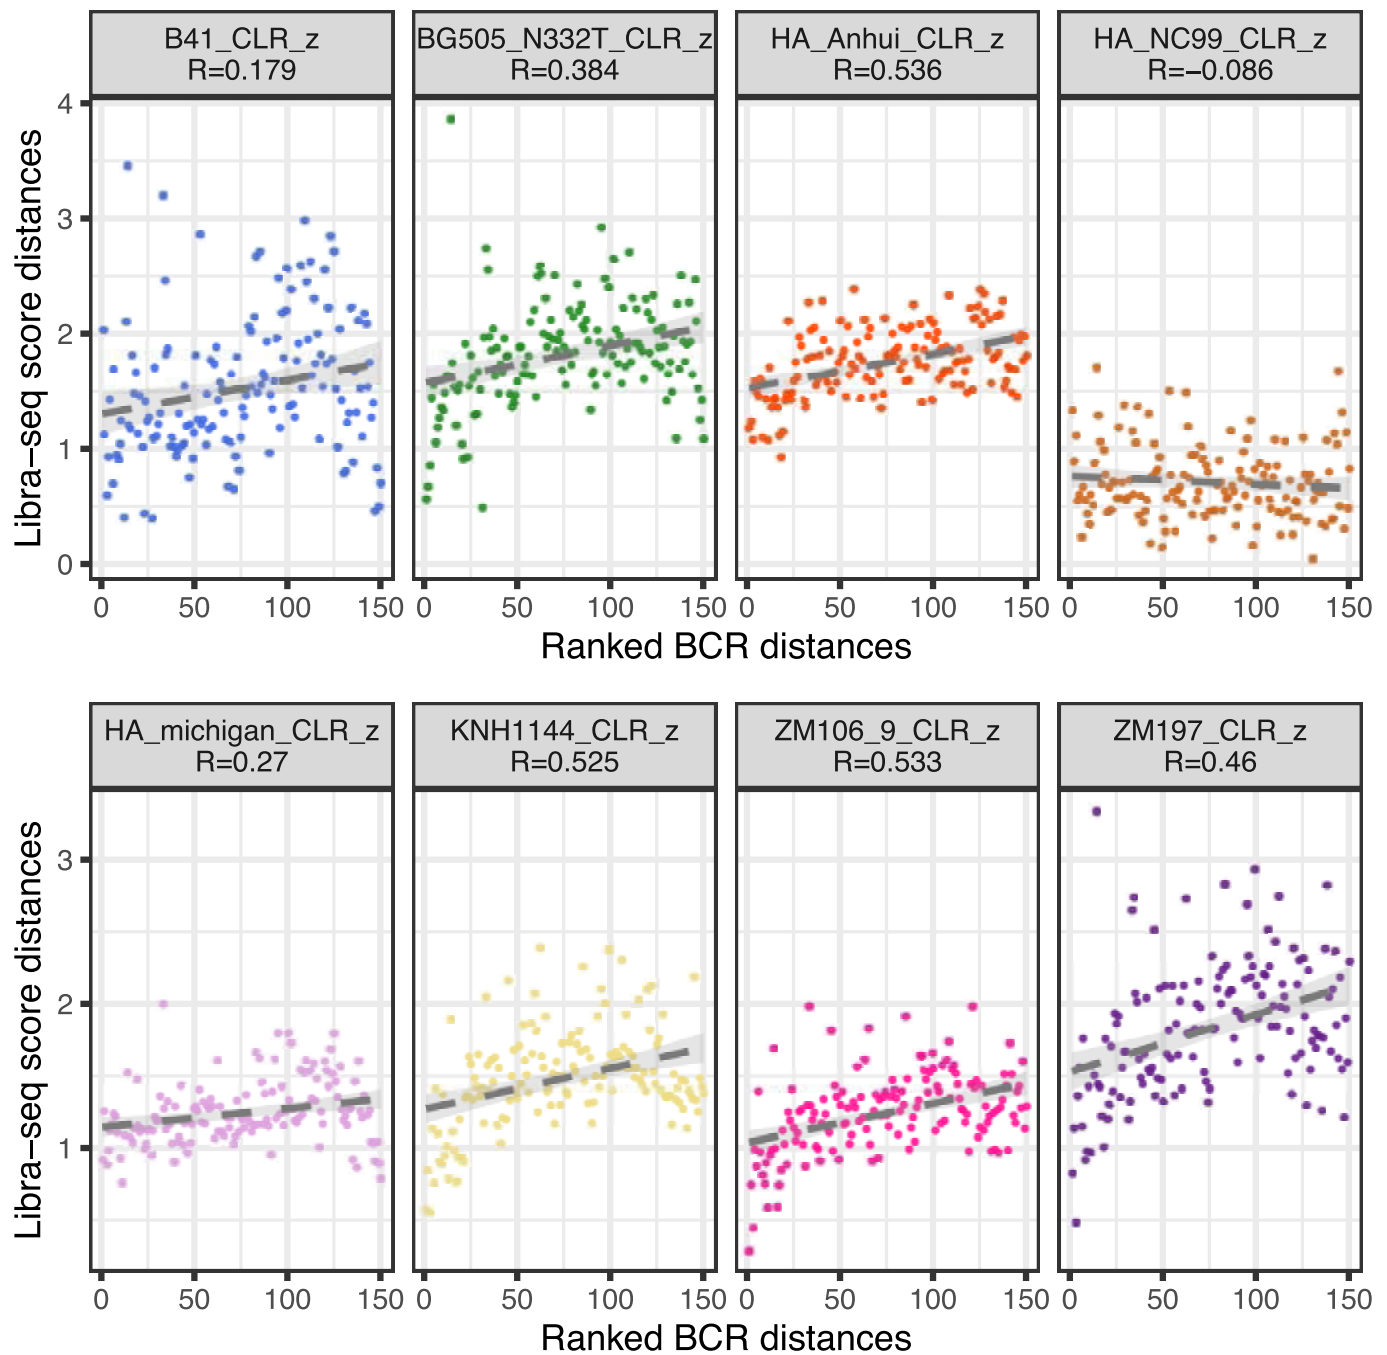 B41_CLR_z
R=0.179
BG505_N332T_CLR_z
R=0.384
HA_Anhui_CLR_z
R=0.536
HA_NC99_CLR_z
R=−0.086
Libra−seq score distances
4
3
2
1
0
0 50 100 150
0 50 100 150
0 50 100 150
0 50 100 150
Ranked BCR distances
HA_michigan_CLR_z
R=0.27
KNH1144_CLR_z
R=0.525
ZM106_9_CLR_z
R=0.533
ZM197_CLR_z
R=0.46
Libra−seq score distances
3
2
1
0 50 100 150
0 50 100 150
0 50 100 150
0 50 100 150
Ranked BCR distances